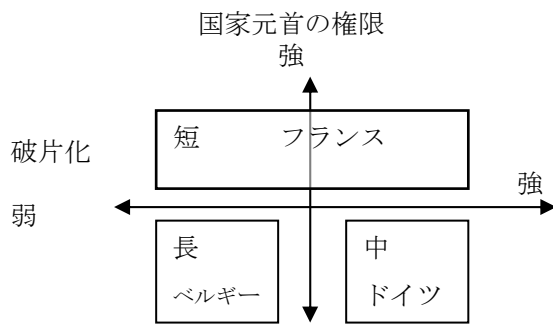 国家元首の権限
強
短 フランス
破片化
強
弱
長
ベルギー
中
ドイツ